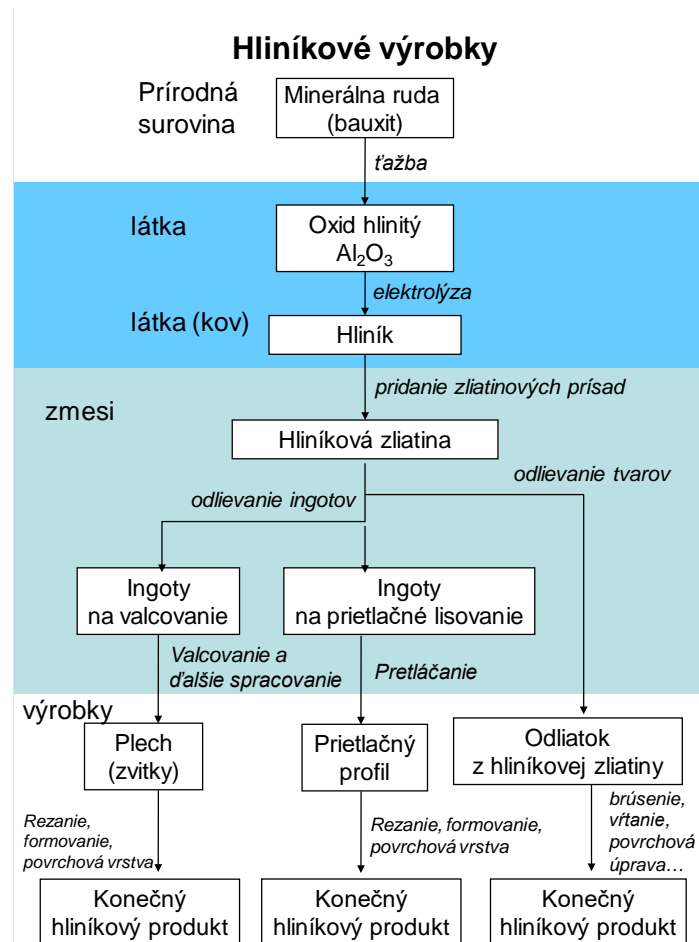 Hliníkové výrobky
Prírodná
surovina
Minerálna ruda
(bauxit)
ťažba
látka
Oxid hlinitý
Al₂O₃
elektrolýza
látka (kov)
Hliník
pridanie zliatinových prísad
zmesi
Hliníková zliatina
odlievanie tvarov
odlievanie ingotov
Ingoty
na valcovanie
Ingoty
na prietlačné lisovanie
Valcovanie a
ďalšie spracovanie
Pretláčanie
výrobky
Plech
(zvitky)
Prietlačný
profil
Odliatok
z hliníkovej zliatiny
Rezanie,
formovanie,
povrchová vrstva
Rezanie, formovanie,
povrchová vrstva
brúsenie,
vŕtanie,
povrchová
úprava…
Konečný
hliníkový produkt
Konečný
hliníkový produkt
Konečný
hliníkový produkt